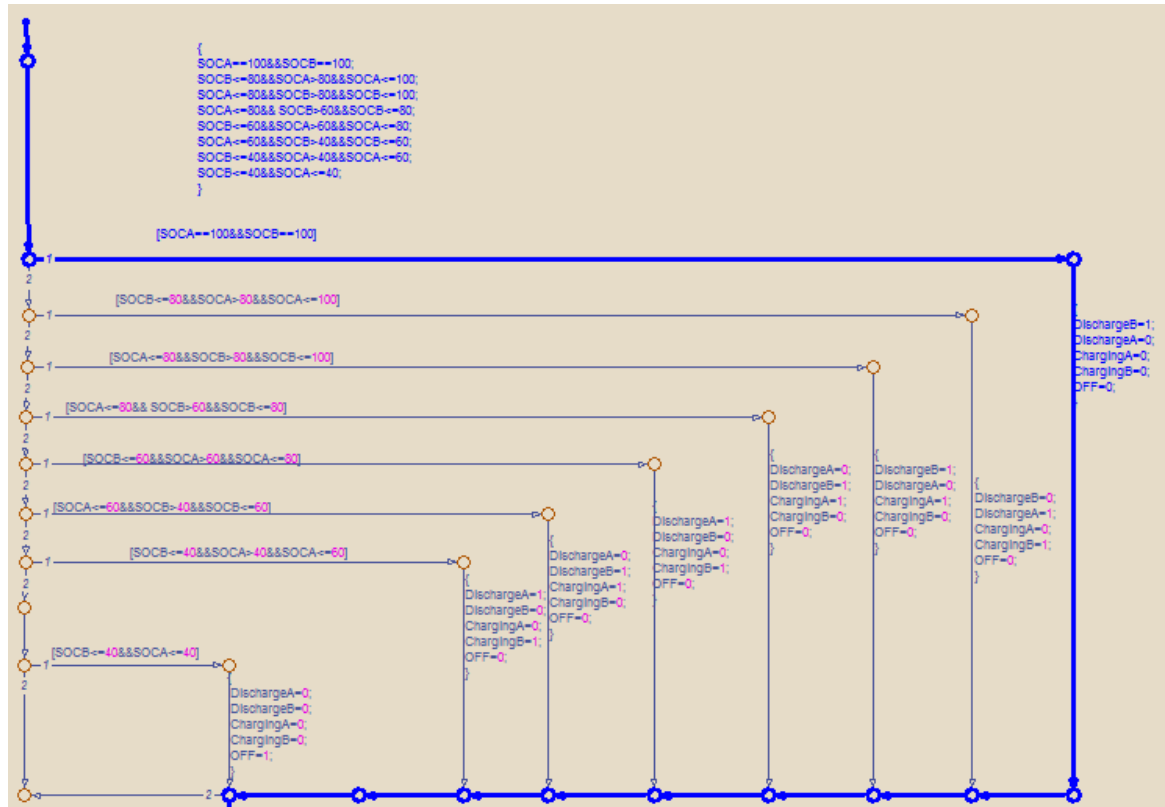 {
SOCA==100&&SOCB==100;
SOCB<=80&&SOCA>80&&SOCA<=100;
SOCA<=80&&SOCB>80&&SOCB<=100;
SOCA<=80&& SOCB>60&&SOCB<=80;
SOCB<=60&&SOCA>60&&SOCA<=80;
SOCA<=60&&SOCB>40&&SOCB<=60;
SOCB<=40&&SOCA>40&&SOCA<=60;
SOCB<=40&&SOCA<=40;
}
[SOCA==100&&SOCB==100]
1
2
[SOCB<=80&&SOCA>80&&SOCA<=100]
1
2
{
DischargeB=1;
DischargeA=0;
ChargingA=0;
ChargingB=0;
OFF=0;
[SOCA<=80&&SOCB>80&&SOCB<=100]
1
2
[SOCA<=80&& SOCB>60&&SOCB<=80]
1
2
[SOCB<=60&&SOCA>60&&SOCA<=80]
1
2
{
DischargeA=0;
DischargeB=1;
ChargingA=1;
ChargingB=0;
OFF=0;
}
{
DischargeB=1;
DischargeA=0;
ChargingA=1;
ChargingB=0;
OFF=0;
}
{
DischargeB=0;
DischargeA=1;
ChargingA=0;
ChargingB=1;
OFF=0;
}
[SOCA<=60&&SOCB>40&&SOCB<=60]
1
2
{
DischargeA=1;
DischargeB=0;
ChargingA=0;
ChargingB=1;
OFF=0;
}
{
DischargeA=0;
DischargeB=1;
ChargingA=1;
ChargingB=0;
OFF=0;
}
[SOCB<=40&&SOCA>40&&SOCA<=60]
1
2
{
DischargeA=1;
DischargeB=0;
ChargingA=0;
ChargingB=1;
OFF=0;
}
[SOCB<=40&&SOCA<=40]
1
2
{
DischargeA=0;
DischargeB=0;
ChargingA=0;
ChargingB=0;
OFF=1;
}
2